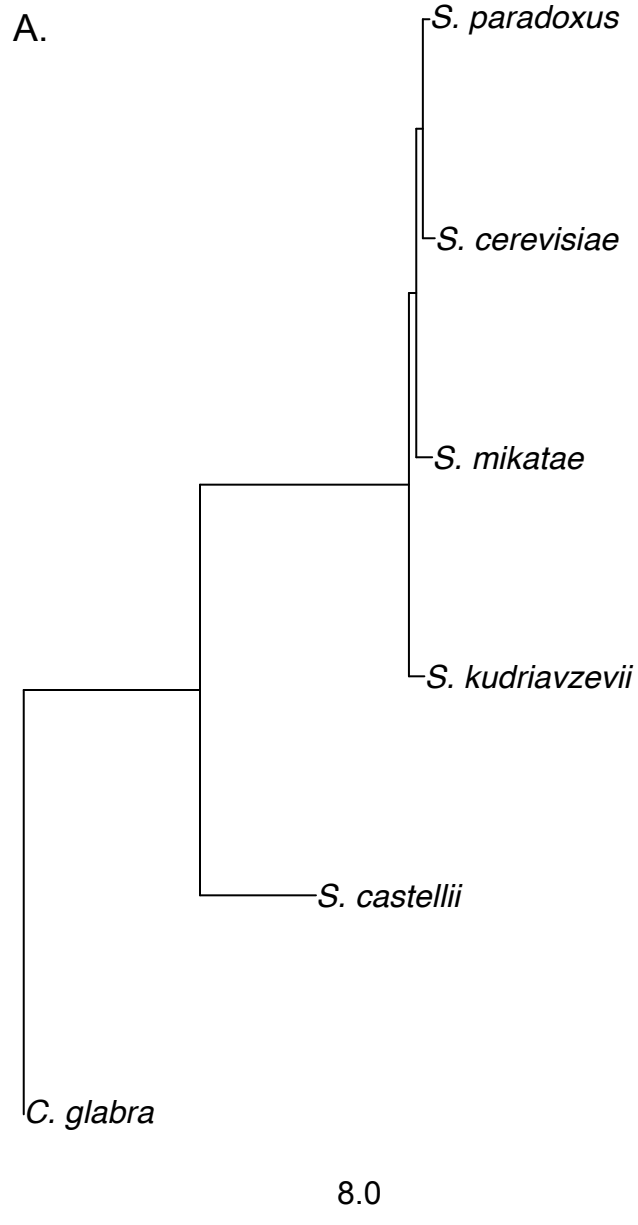 A.
S. paradoxus
S. cerevisiae
S. mikatae
S. kudriavzevii
S. castellii
C. glabra
8.0